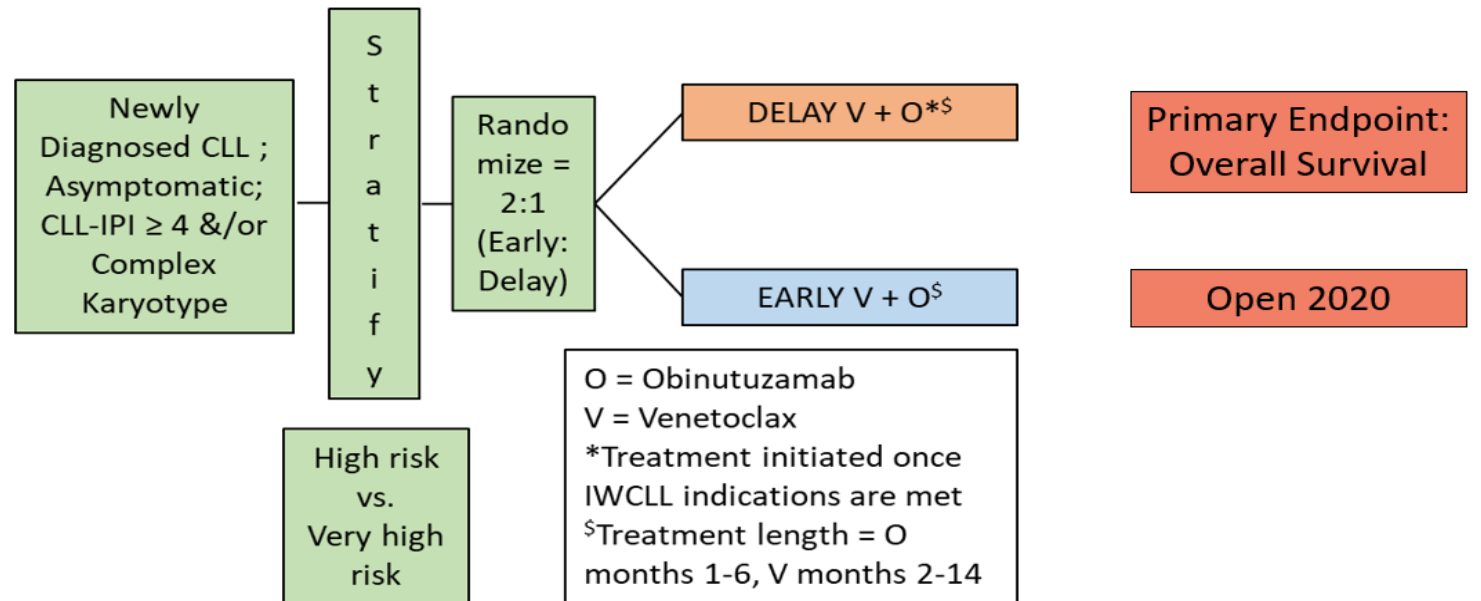 Newly
Diagnosed CLL ;
Asymptomatic;
CLL-IPI ≥ 4 &/or
Complex
Karyotype
S
t
r
a
t
i
f
y
High risk
vs.
Very high
risk
Rando
mize =
2:1
(Early:
Delay)
DELAY V + O*$
EARLY V + O$
O = Obinutuzamab
V = Venetoclax
*Treatment initiated once
IWCLL indications are met
$Treatment length = O
months 1-6, V months 2-14
Primary Endpoint:
Overall Survival
Open 2020